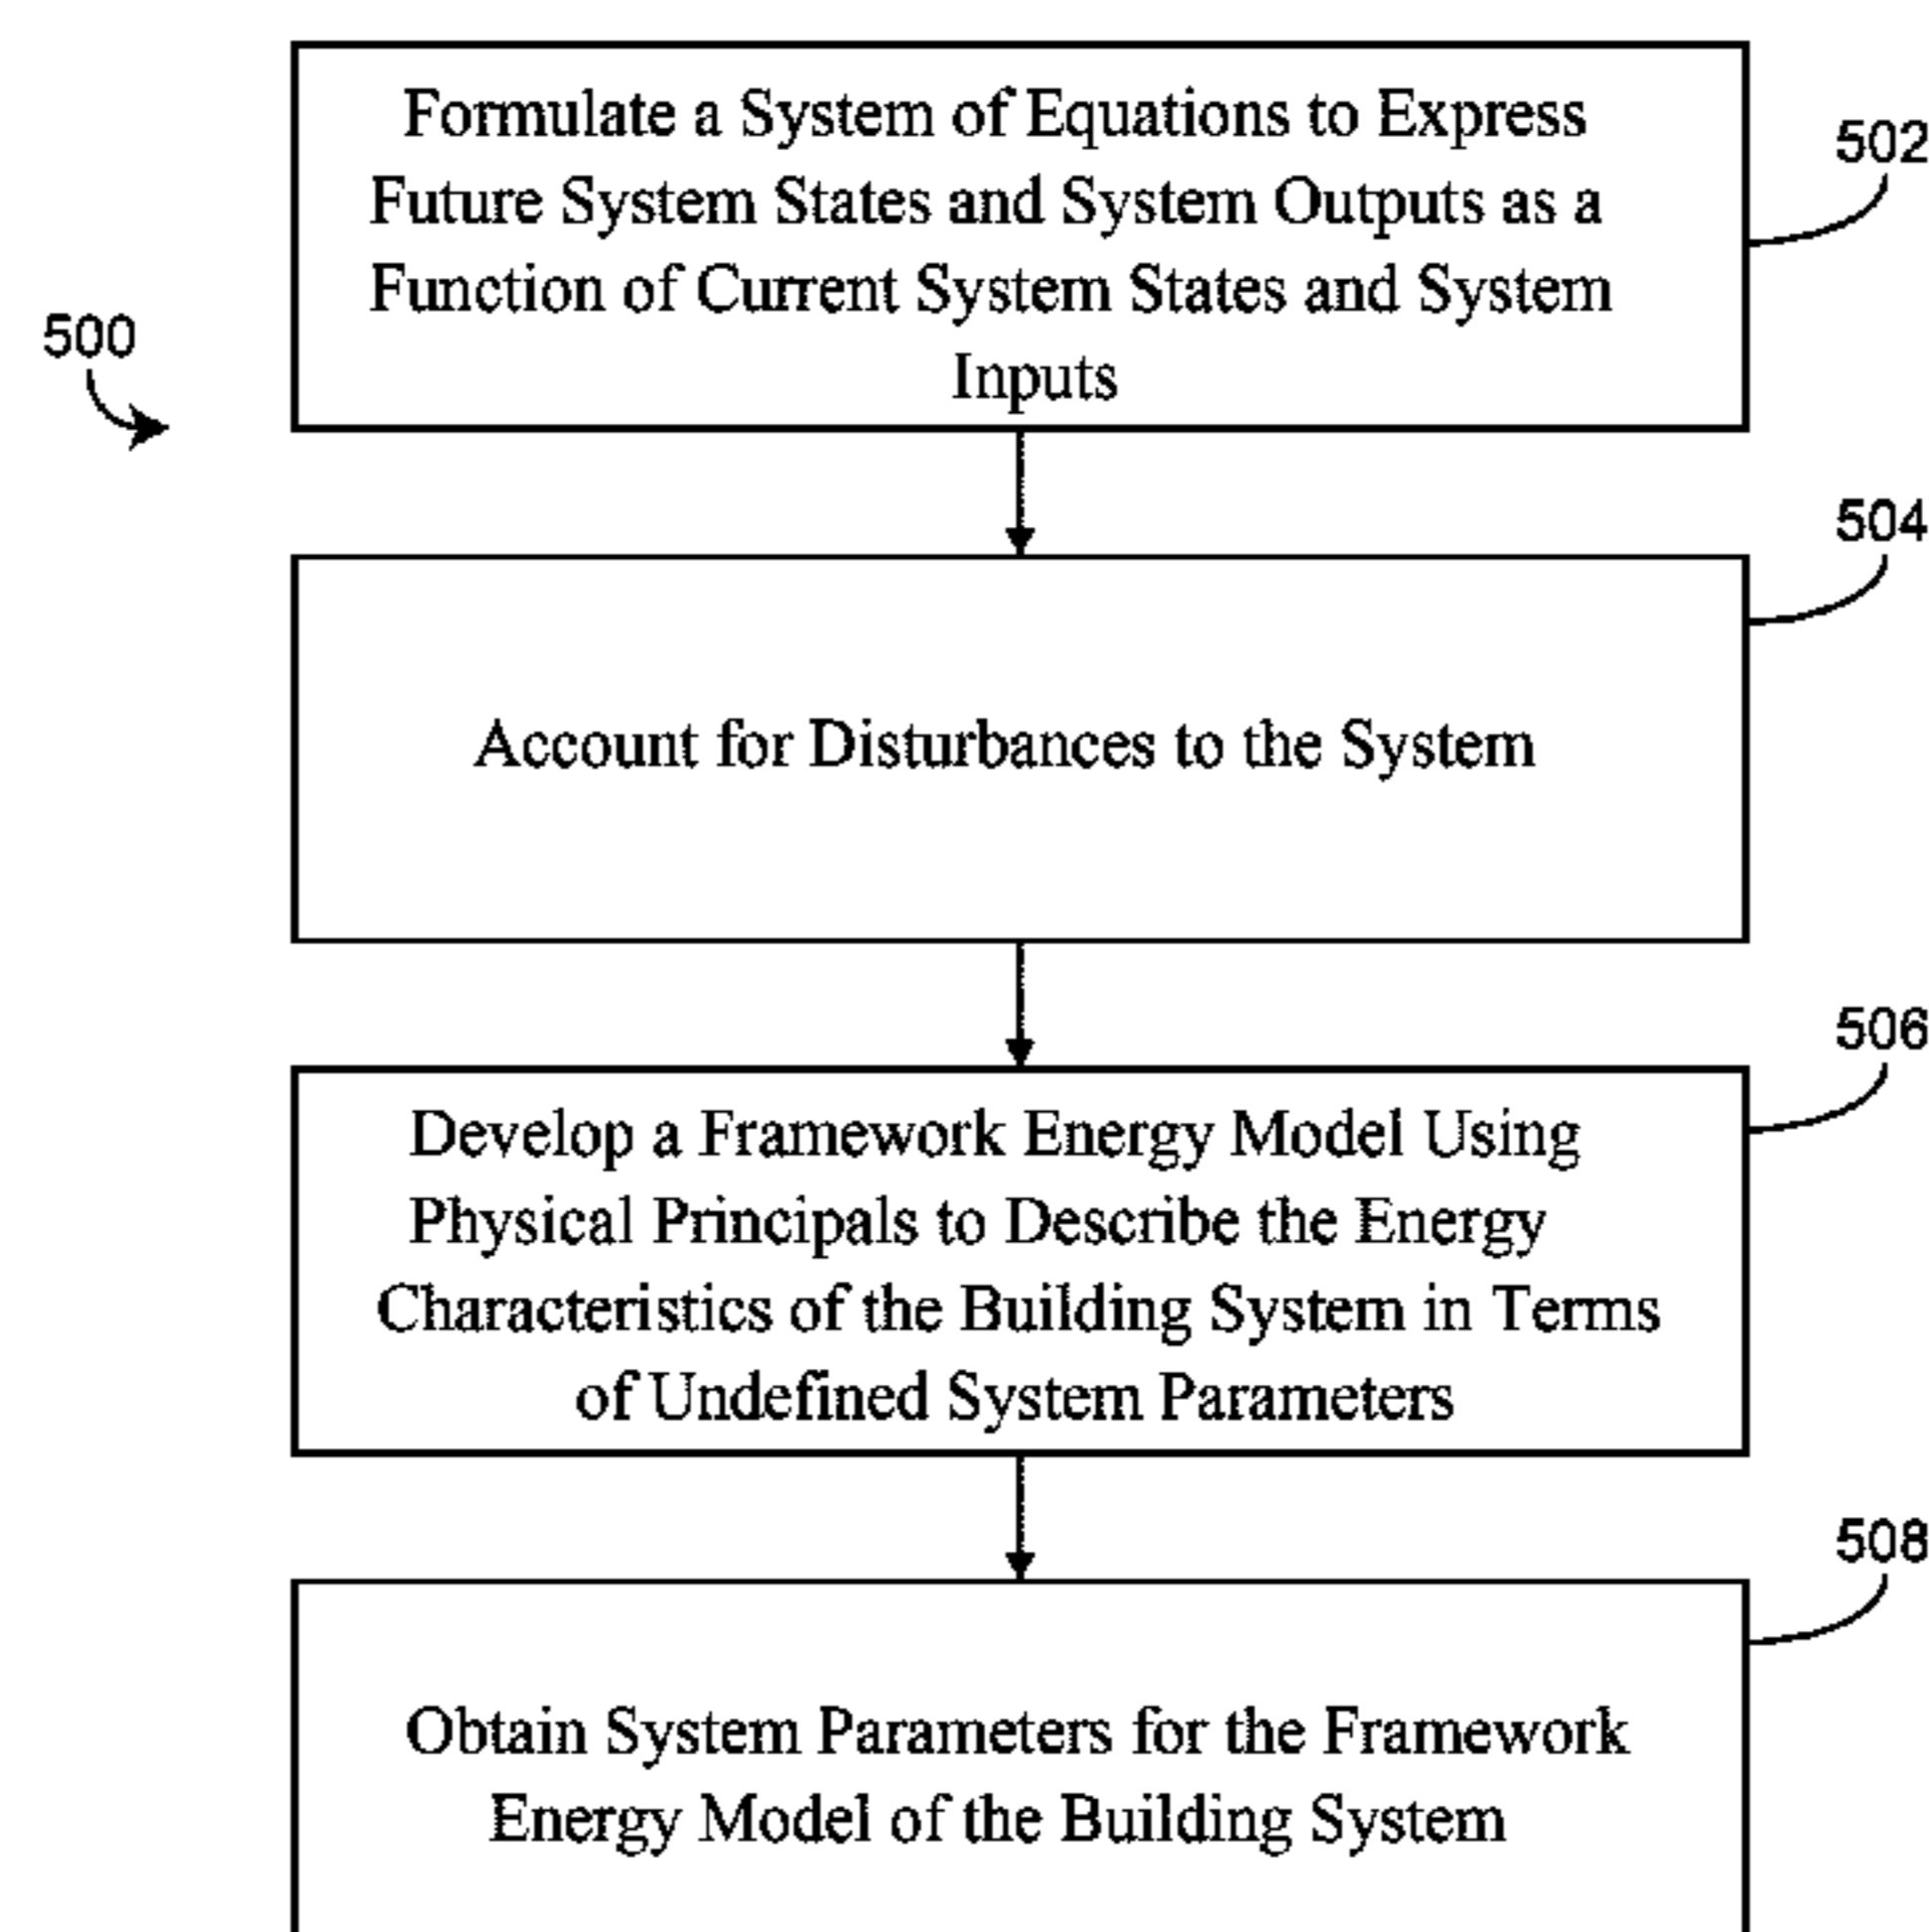 Formulate a System of Equations to Express
Future System States and System Outputs as a
Function of Current System States and System
Inputs
502
500
504
Account for Disturbances to the System
506
Develop a Framework Energy Model Using
Physical Principals to Describe the Energy
Characteristics of the Building System in Terms
of Undefined System Parameters
508
Obtain System Parameters for the Framework
Energy Model of the Building System